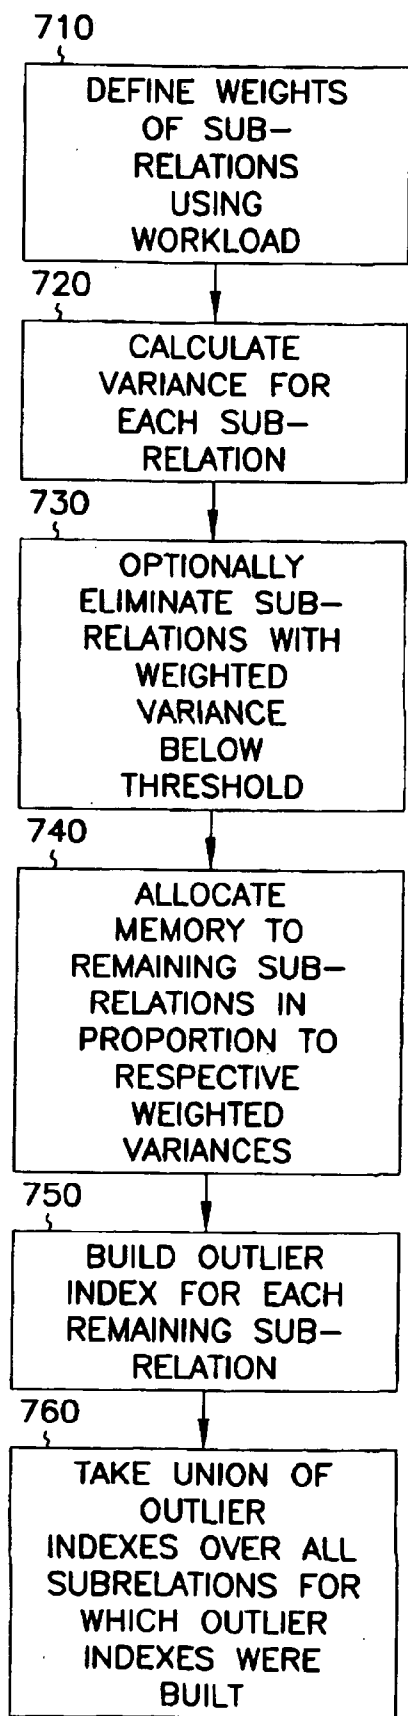 710
DEFINE WEIGHTS
OF SUB-
RELATIONS
USING
WORKLOAD
720
CALCULATE
VARIANCE FOR
EACH SUB-
RELATION
730
OPTIONALLY
ELIMINATE SUB-
RELATIONS WITH
WEIGHTED
VARIANCE
BELOW
THRESHOLD
740
ALLOCATE
MEMORY TO
REMAINING SUB-
RELATIONS IN
PROPORTION TO
RESPECTIVE
WEIGHTED
VARIANCES
750
BUILD OUTLIER
INDEX FOR EACH
REMAINING SUB-
RELATION
760
TAKE UNION OF
OUTLIER
INDEXES OVER ALL
SUBRELATIONS FOR
WHICH OUTLIER
INDEXES WERE
BUILT